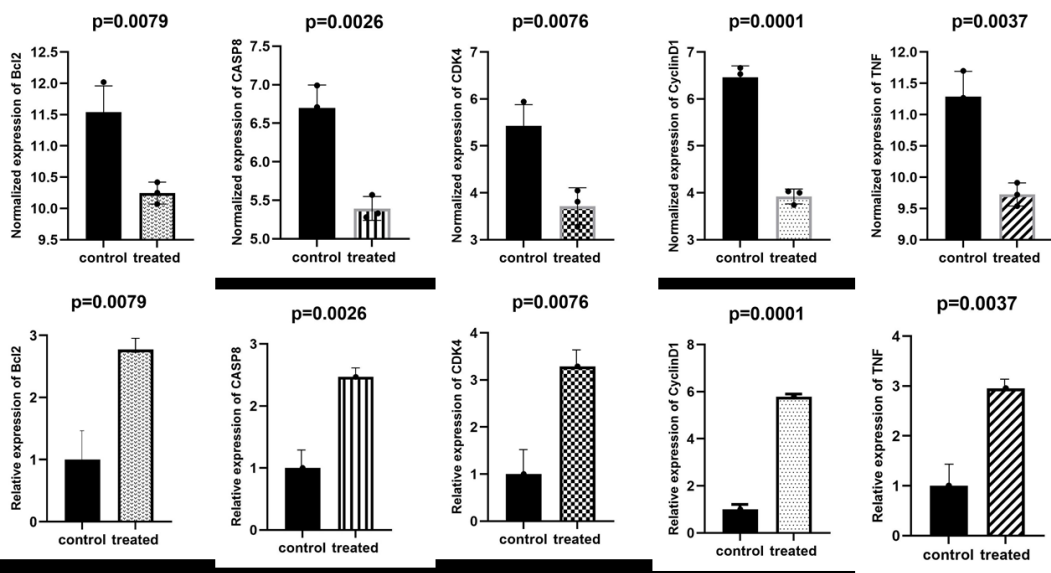 p=0.0079
Normalized expression of Bcl2
12.5
12.0
11.5
11.0
10.5
10.0
9.5
control treated
p=0.0026
Normalized expression of CASP8
7.5
7.0
6.5
6.0
5.5
5.0
control treated
p=0.0076
Normalized expression of CDK4
7
6
5
4
3
control treated
p=0.0001
Normalized expression of CyclinD1
7
6
5
4
3
control treated
p=0.0037
Normalized expression of TNF
12.0
11.5
11.0
10.5
10.0
9.5
9.0
control treated
p=0.0079
Relative expression of Bcl2
3
2
1
0
control treated
p=0.0026
Relative expression of CASP8
3
2
1
0
control treated
p=0.0076
Relative expression of CDK4
4
3
2
1
0
control treated
p=0.0001
Relative expression of CyclinD1
8
6
4
2
0
control treated
p=0.0037
Relative expression of TNF
4
3
2
1
0
control treated